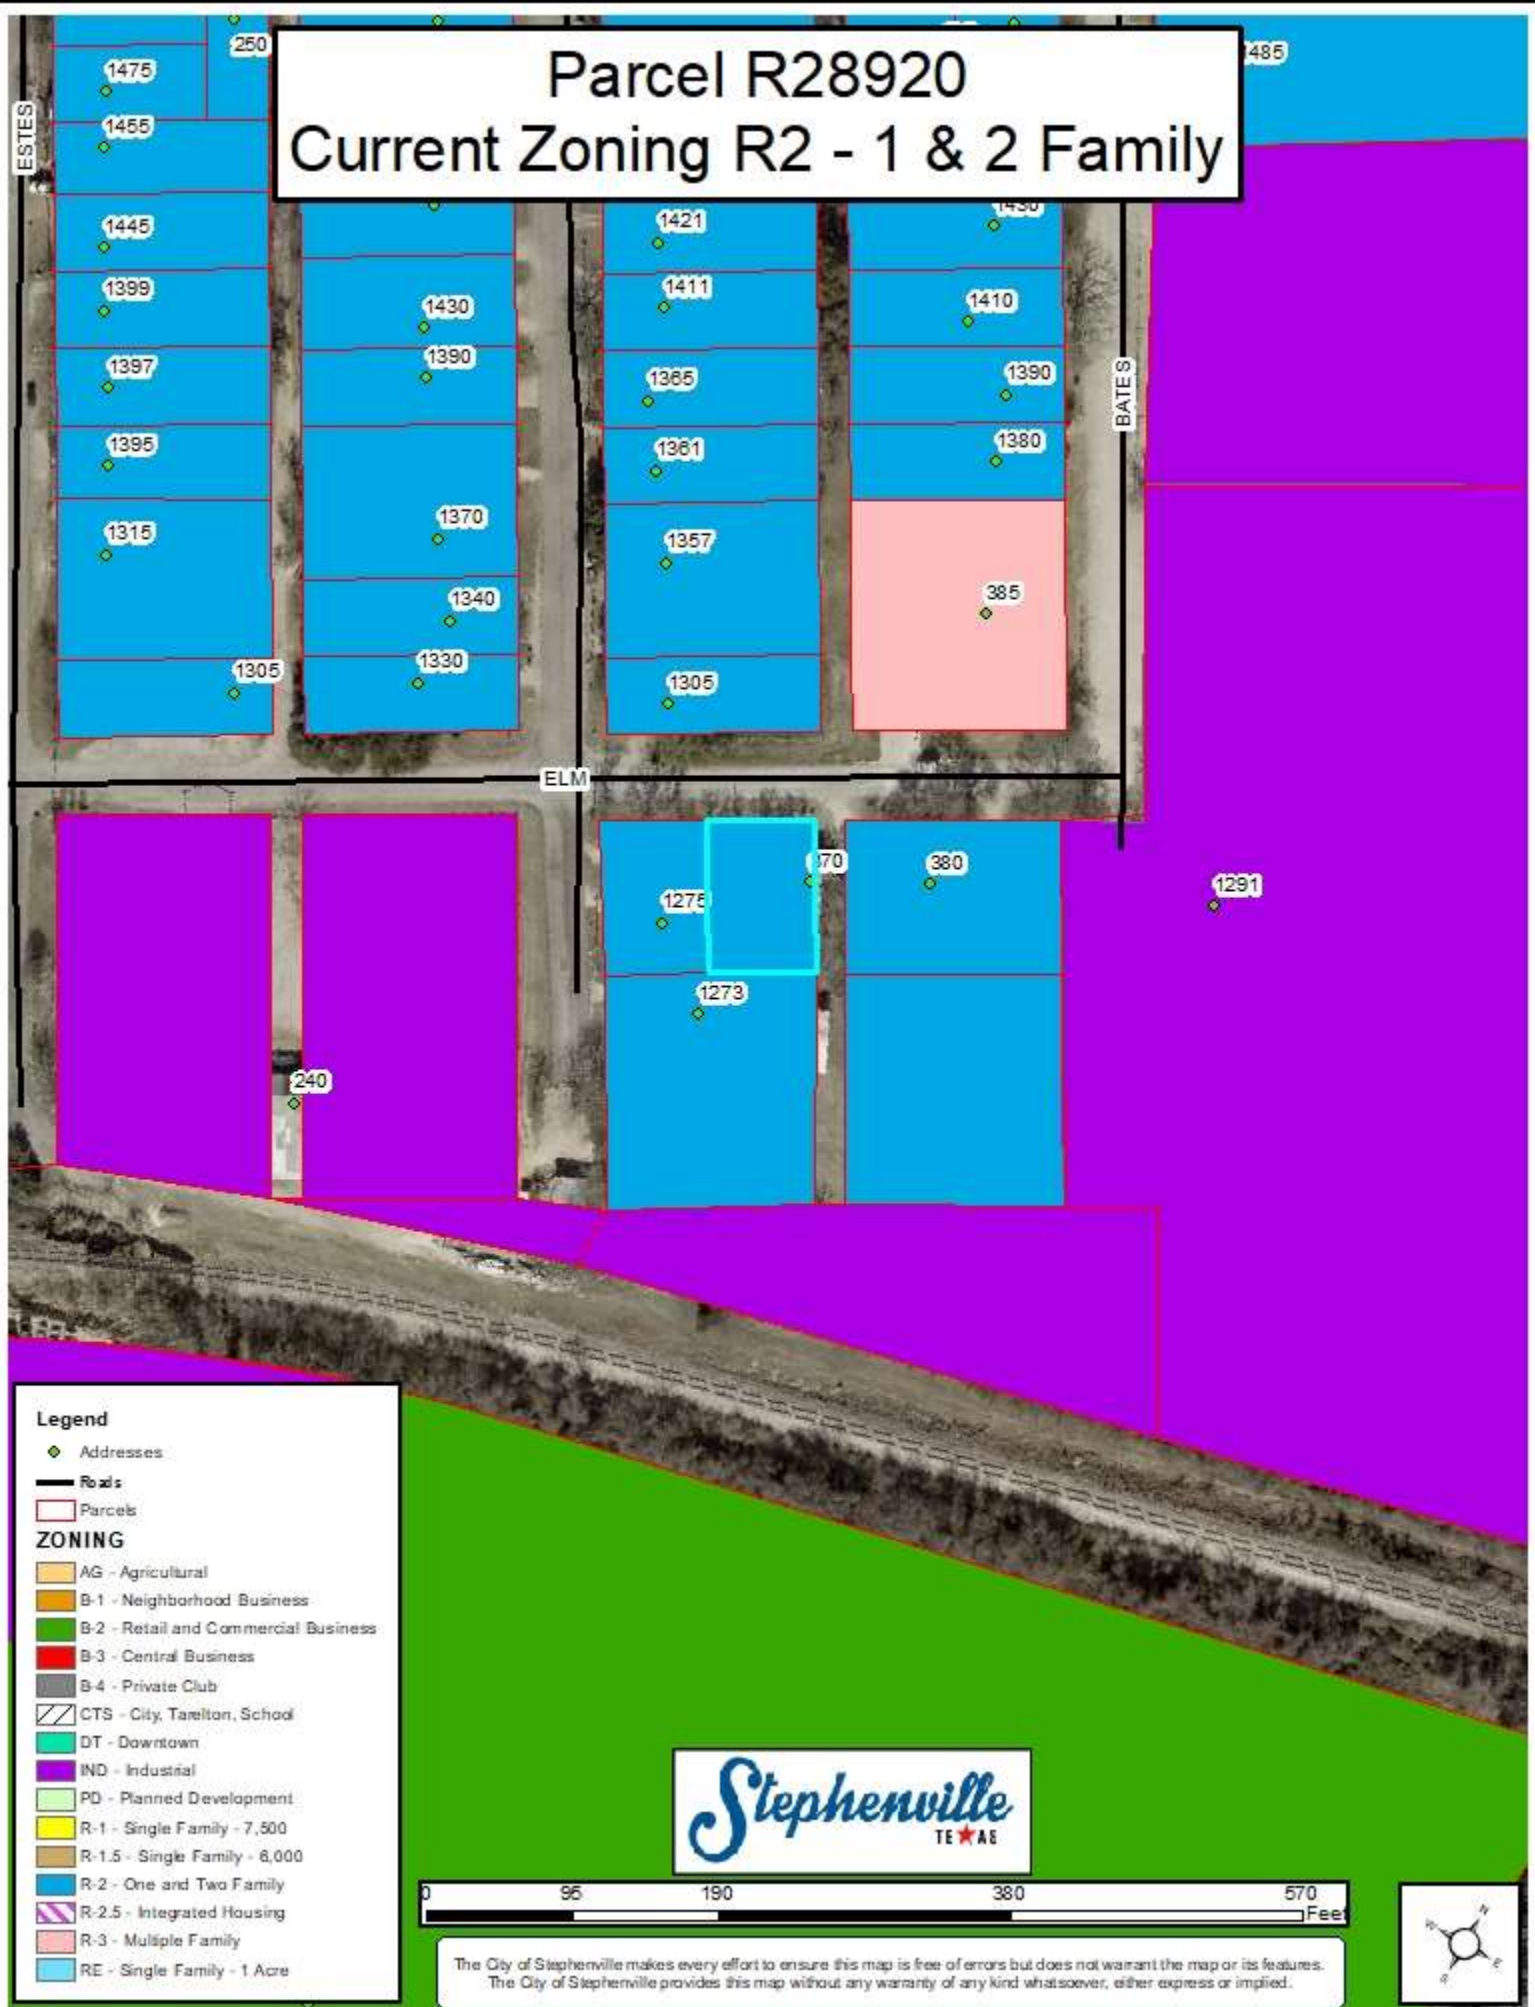 Parcel R28920
Current Zoning R2 - 1 & 2 Family
250
1475
1485
ESTES
1455
1445
1421
1430
1399
1411
1430
1410
1397
1390
1365
1390
BATES
1395
1361
1380
1315
1370
1357
385
1340
1305
1330
1305
ELM
1275
370
380
1291
1273
240
Legend
Addresses
Roads
Parcels
ZONING
AG - Agricultural
B-1 - Neighborhood Business
B-2 - Retail and Commercial Business
B-3 - Central Business
B-4 - Private Club
CTS - City, Tarelton, School
DT - Downtown
IND - Industrial
PD - Planned Development
R-1 - Single Family - 7,500
R-1.5 - Single Family - 6,000
R-2 - One and Two Family
R-2.5 - Integrated Housing
R-3 - Multiple Family
RE - Single Family - 1 Acre
Stephenville
TEXAS
0 95 190 380 570
Feet
The City of Stephenville makes every effort to ensure this map is free of errors but does not warrant the map or its features.
The City of Stephenville provides this map without any warranty of any kind whatsoever, either express or implied.
N
W
E
S